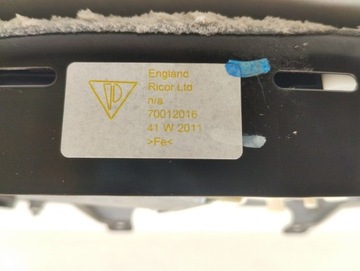 England
Ricor Ltd
n/a
70012016
41 W 2011
>Fe<